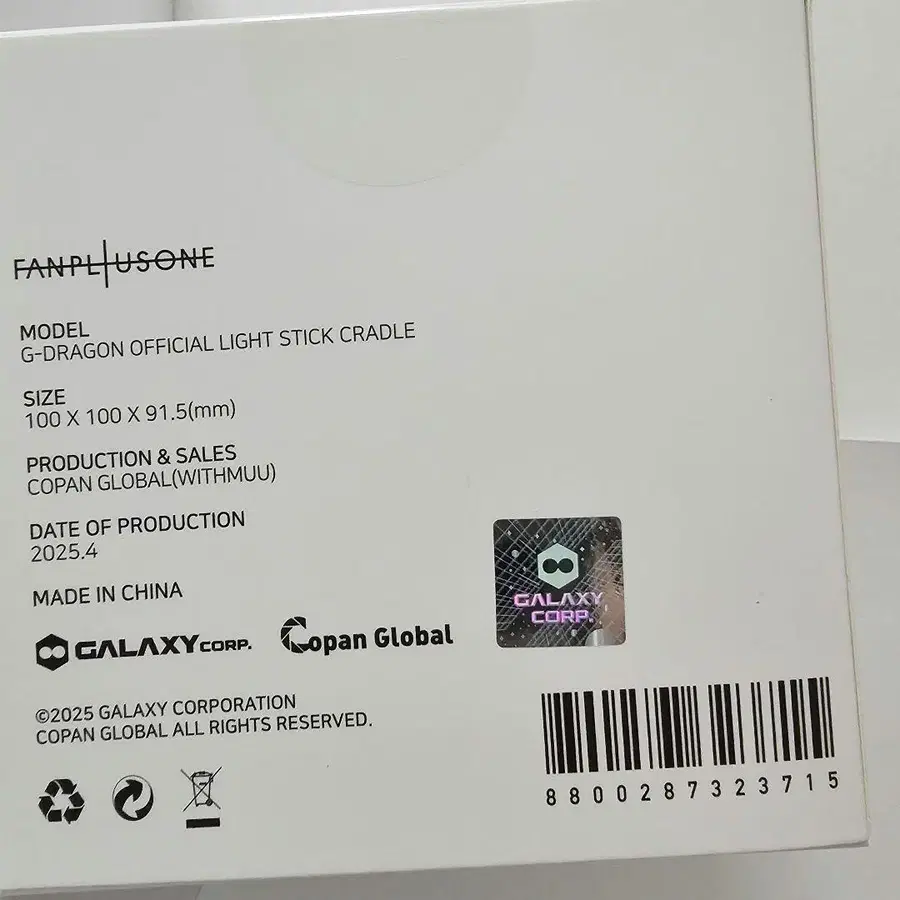 FANPLUSONE
MODEL
G-DRAGON OFFICIAL LIGHT STICK CRADLE
SIZE
100 X 100 X 91.5(mm)
PRODUCTION & SALES
COPAN GLOBAL(WITHMUU)
DATE OF PRODUCTION
2025.4
MADE IN CHINA
GALAXY CORP.
Copan Global
GALAXY
CORP.
©2025 GALAXY CORPORATION
COPAN GLOBAL ALL RIGHTS RESERVED.
8800287323715